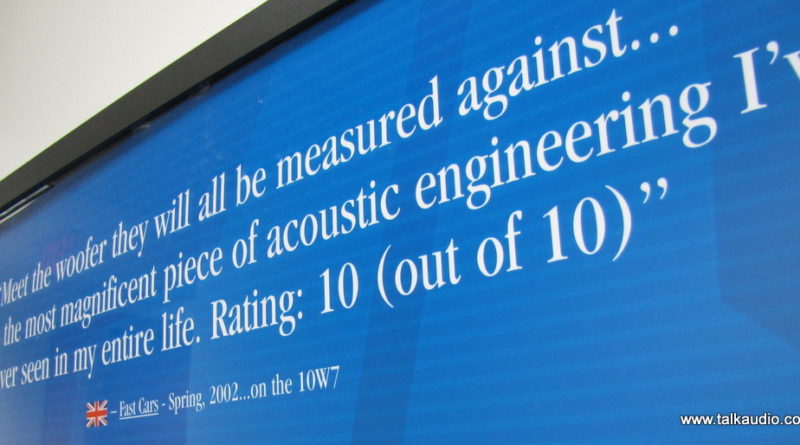 “Meet the woofer they will all be measured against...
the most magnificent piece of acoustic engineering I'v
ver seen in my entire life. Rating: 10 (out of 10)”
– Fast Cars - Spring, 2002...on the 10W7
www.talkaudio.co